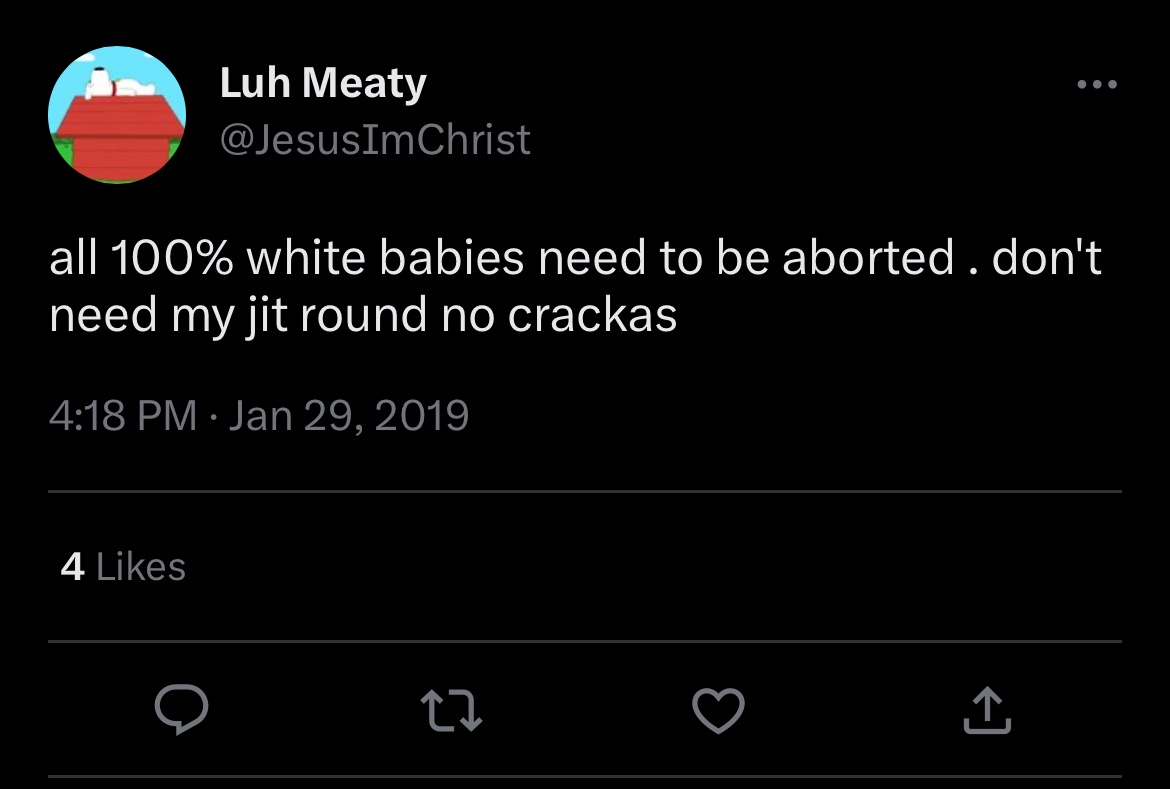 Luh Meaty
@JesusImChrist
all 100% white babies need to be aborted . don't
need my jit round no crackas
4:18 PM · Jan 29, 2019
4 Likes